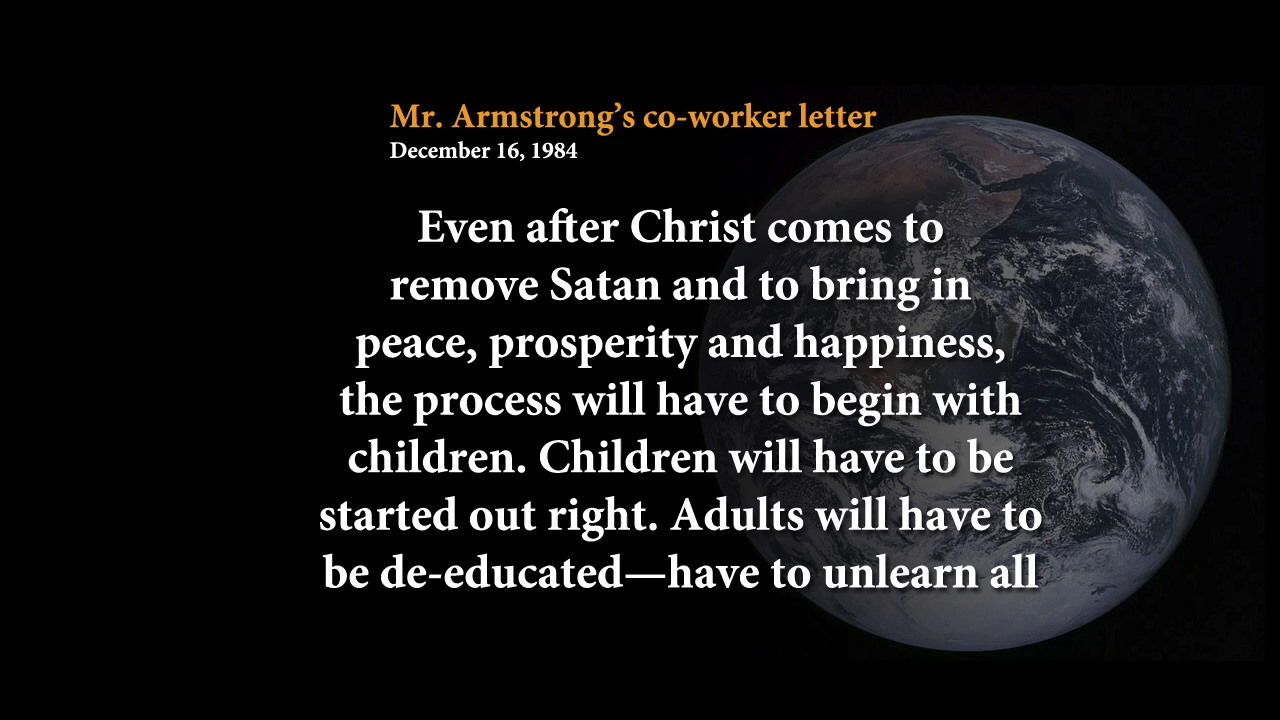 Mr. Armstrong’s co-worker letter
December 16, 1984
Even after Christ comes to
remove Satan and to bring in
peace, prosperity and happiness,
the process will have to begin with
children. Children will have to be
started out right. Adults will have to
be de-educated—have to unlearn all